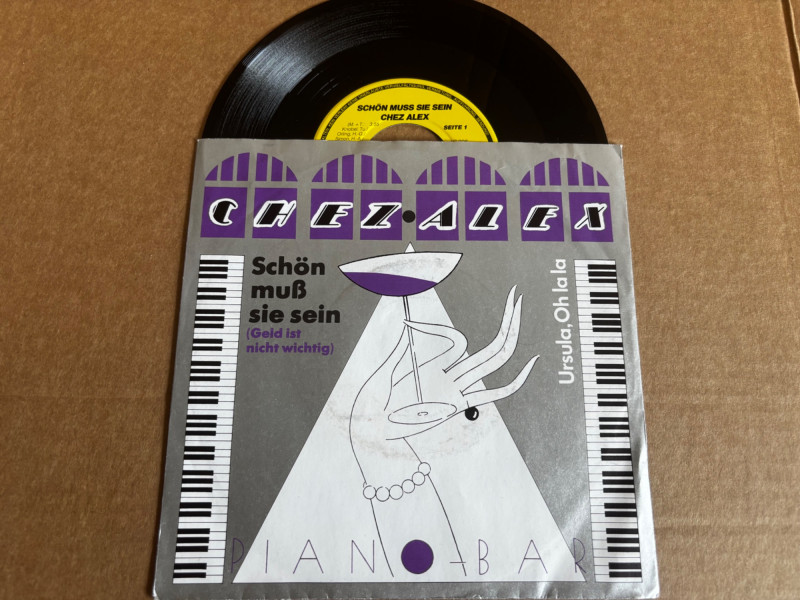 SCHÖN MUSS SIE SEIN
CHEZ ALEX
SEITE 1
CHEZ·ALEX
Schön
muß
sie sein
(Geld ist
nicht wichtig)
Ursula, Oh la la
PIANO-BAR